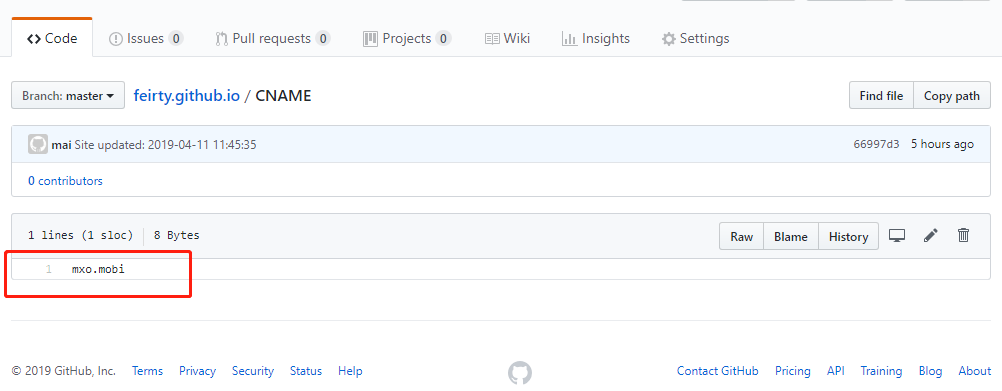 Code Issues 0 Pull requests 0 Projects 0 Wiki Insights Settings
Branch: master feirty.github.io / CNAME Find file Copy path
mai Site updated: 2019-04-11 11:45:35 66997d3 5 hours ago
0 contributors
1 lines (1 sloc) 8 Bytes Raw Blame History
1 mxo.mobi
© 2019 GitHub, Inc. Terms Privacy Security Status Help Contact GitHub Pricing API Training Blog About